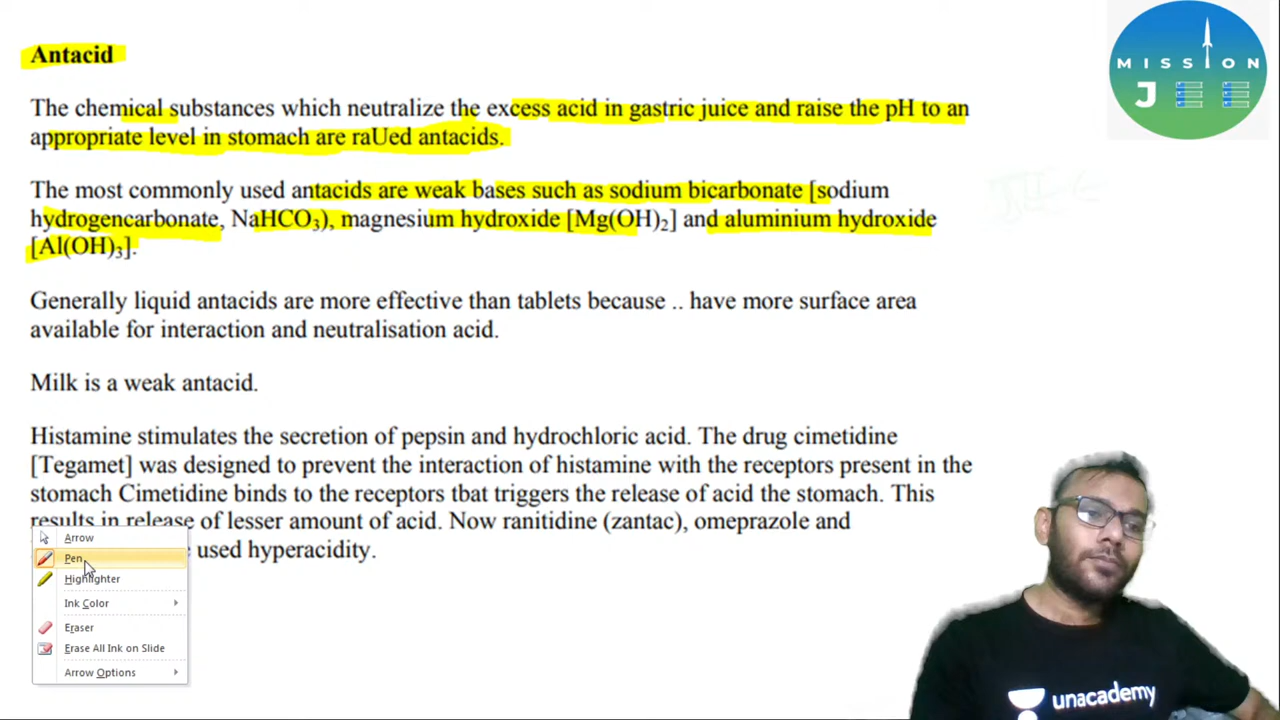 Antacid
The chemical substances which neutralize the excess acid in gastric juice and raise the pH to an
appropriate level in stomach are raUed antacids.
The most commonly used antacids are weak bases such as sodium bicarbonate [sodium
hydrogencarbonate, NaHCO₃), magnesium hydroxide [Mg(OH)₂] and aluminium hydroxide
[Al(OH)₃].
Generally liquid antacids are more effective than tablets because .. have more surface area
available for interaction and neutralisation acid.
Milk is a weak antacid.
Histamine stimulates the secretion of pepsin and hydrochloric acid. The drug cimetidine
[Tegamet] was designed to prevent the interaction of histamine with the receptors present in the
stomach Cimetidine binds to the receptors tbat triggers the release of acid the stomach. This
results in release of lesser amount of acid. Now ranitidine (zantac), omeprazole and
used hyperacidity.
Arrow
Pen
Highlighter
Ink Color
Eraser
Erase All Ink on Slide
Arrow Options
MISSION
JEE
unacademy